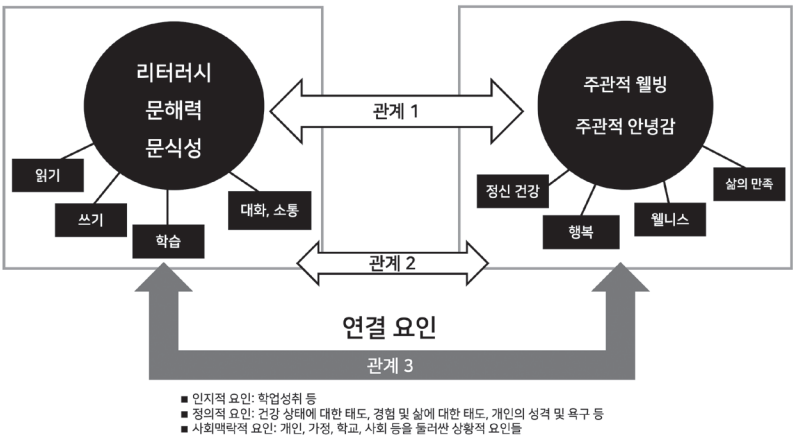 리터러시
문해력
문식성
읽기
쓰기
학습
대화, 소통
관계 1
주관적 웰빙
주관적 안녕감
정신 건강
행복
웰니스
삶의 만족
관계 2
연결 요인
관계 3
■ 인지적 요인: 학업성취 등
■ 정의적 요인: 건강 상태에 대한 태도, 경험 및 삶에 대한 태도, 개인의 성격 및 욕구 등
■ 사회맥락적 요인: 개인, 가정, 학교, 사회 등을 둘러싼 상황적 요인들